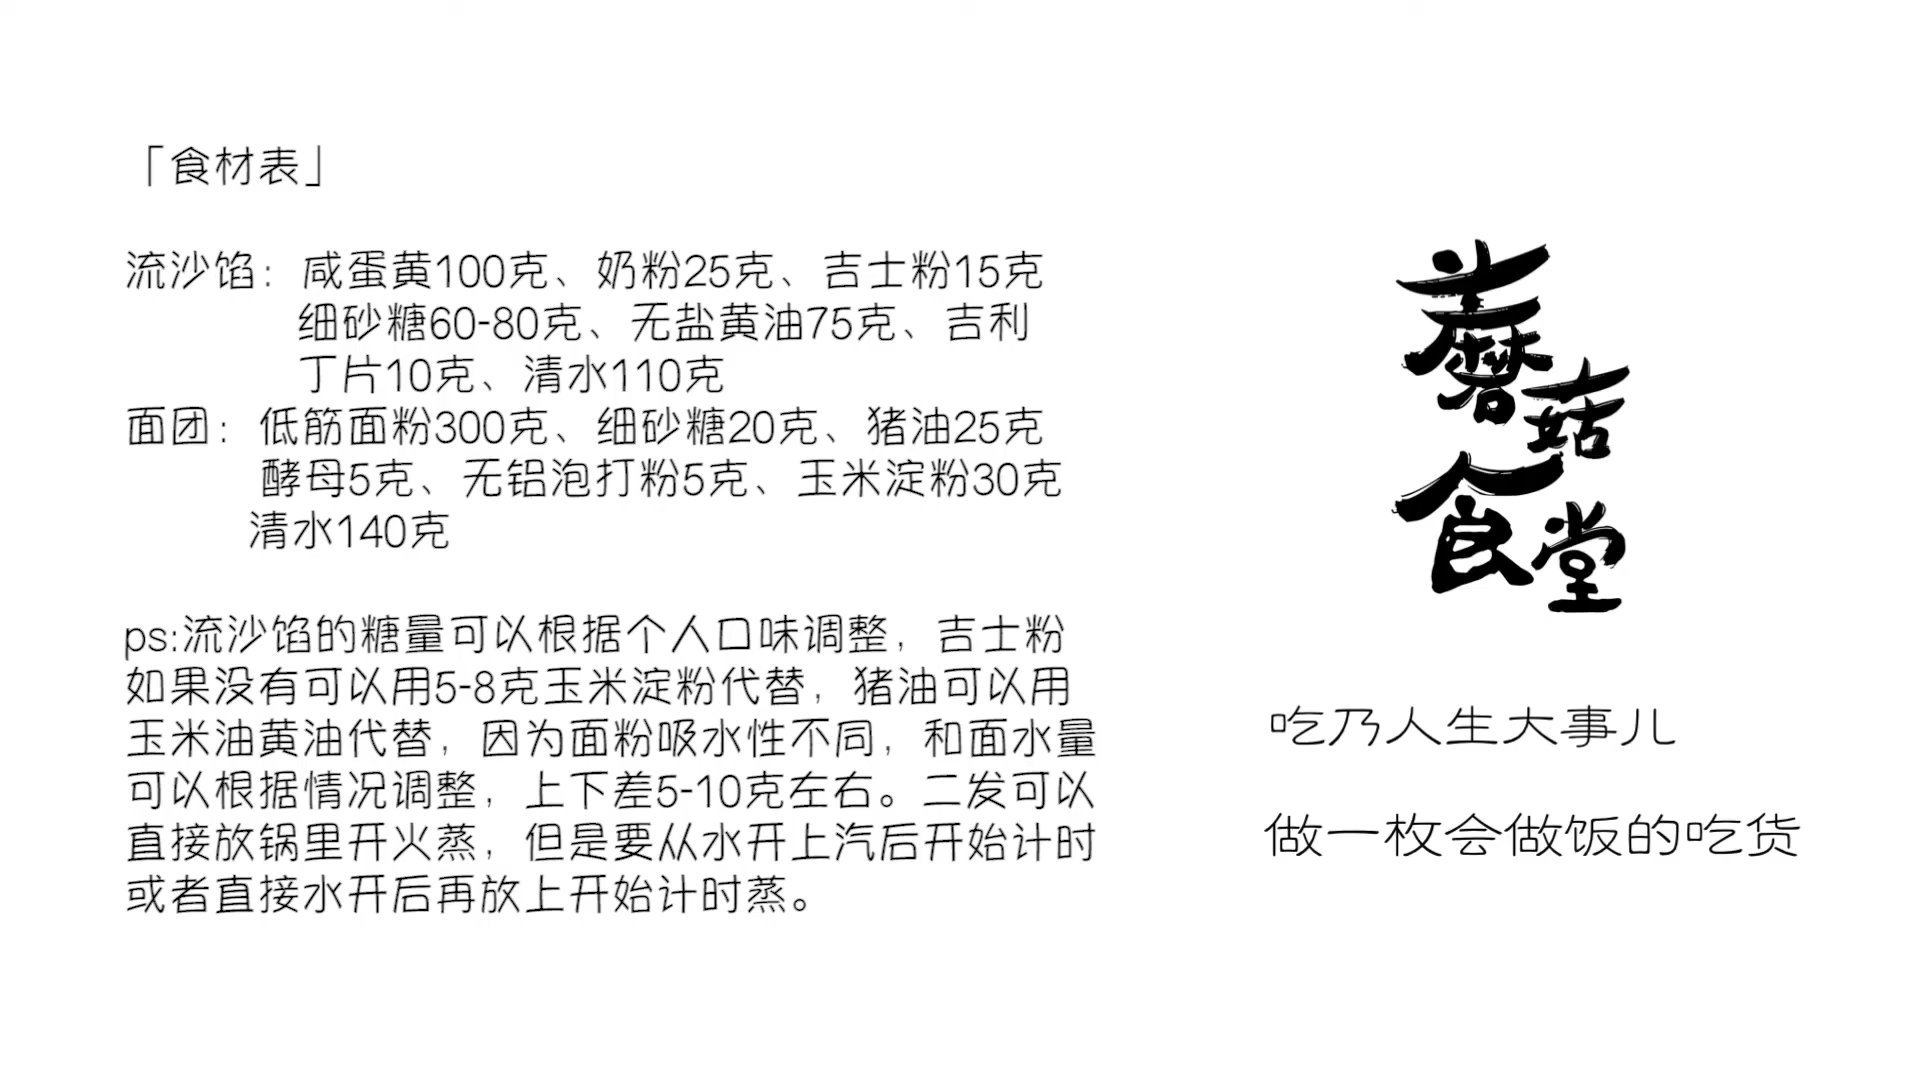 「食材表」
流沙馅：咸蛋黄100克、奶粉25克、吉士粉15克
细砂糖60-80克、无盐黄油75克、吉利
丁片10克、清水110克
面团：低筋面粉300克、细砂糖20克、猪油25克
酵母5克、无铝泡打粉5克、玉米淀粉30克
清水140克
ps:流沙馅的糖量可以根据个人口味调整，吉士粉
如果没有可以用5-8克玉米淀粉代替，猪油可以用
玉米油黄油代替，因为面粉吸水性不同，和面水量
可以根据情况调整，上下差5-10克左右。二发可以
直接放锅里开火蒸，但是要从水开上汽后开始计时
或者直接水开后再放上开始计时蒸。
蘑菇
食堂
吃乃人生大事儿
做一枚会做饭的吃货